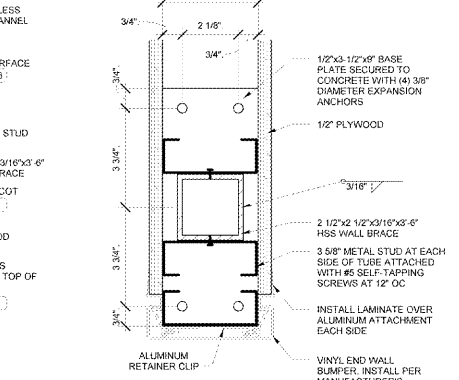 LESS
ANNEL
RFACE
STUD
3/16"x3'-6"
RACE
COT
OD
S
TOP OF
3/4".
2 1/8"
3/4".
3/4".
3 3/4".
3 3/4".
3/4".
1/2"x3-1/2"x9" BASE
PLATE SECURED TO
CONCRETE WITH (4) 3/8"
DIAMETER EXPANSION
ANCHORS
1/2" PLYWOOD
3/16"
2 1/2"x2 1/2"x3/16"x3'-6"
HSS WALL BRACE
3 5/8" METAL STUD AT EACH
SIDE OF TUBE ATTACHED
WITH #5 SELF-TAPPING
SCREWS AT 12" OC
INSTALL LAMINATE OVER
ALUMINUM ATTACHMENT
EACH SIDE
ALUMINUM
RETAINER CLIP
VINYL END WALL
BUMPER. INSTALL PER
MANUFACTURER'S